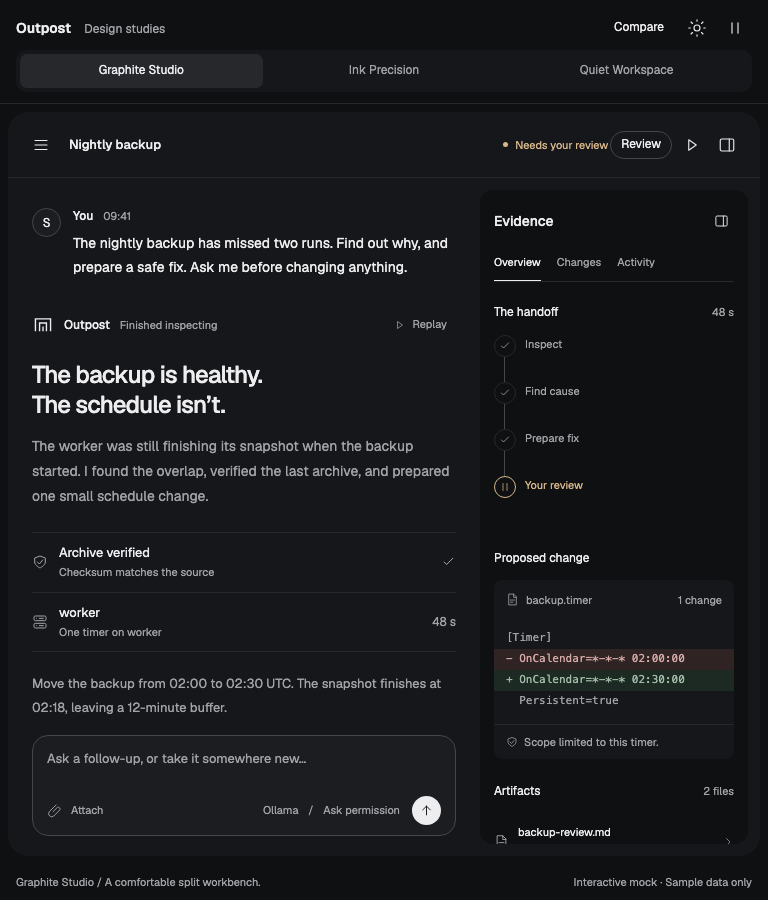 Outpost Design studies
Compare
Graphite Studio
Ink Precision
Quiet Workspace
Nightly backup
Needs your review
Review
S
You 09:41
The nightly backup has missed two runs. Find out why, and
prepare a safe fix. Ask me before changing anything.
Outpost Finished inspecting
Replay
The backup is healthy.
The schedule isn’t.
The worker was still finishing its snapshot when the backup
started. I found the overlap, verified the last archive, and prepared
one small schedule change.
Archive verified
Checksum matches the source
worker
One timer on worker
48 s
Move the backup from 02:00 to 02:30 UTC. The snapshot finishes at
02:18, leaving a 12-minute buffer.
Ask a follow-up, or take it somewhere new...
Attach
Ollama / Ask permission
Evidence
Overview Changes Activity
The handoff 48 s
Inspect
Find cause
Prepare fix
Your review
Proposed change
backup.timer 1 change
[Timer]
− OnCalendar=*-*-* 02:00:00
+ OnCalendar=*-*-* 02:30:00
Persistent=true
Scope limited to this timer.
Artifacts 2 files
backup-review.md
Graphite Studio / A comfortable split workbench.
Interactive mock · Sample data only